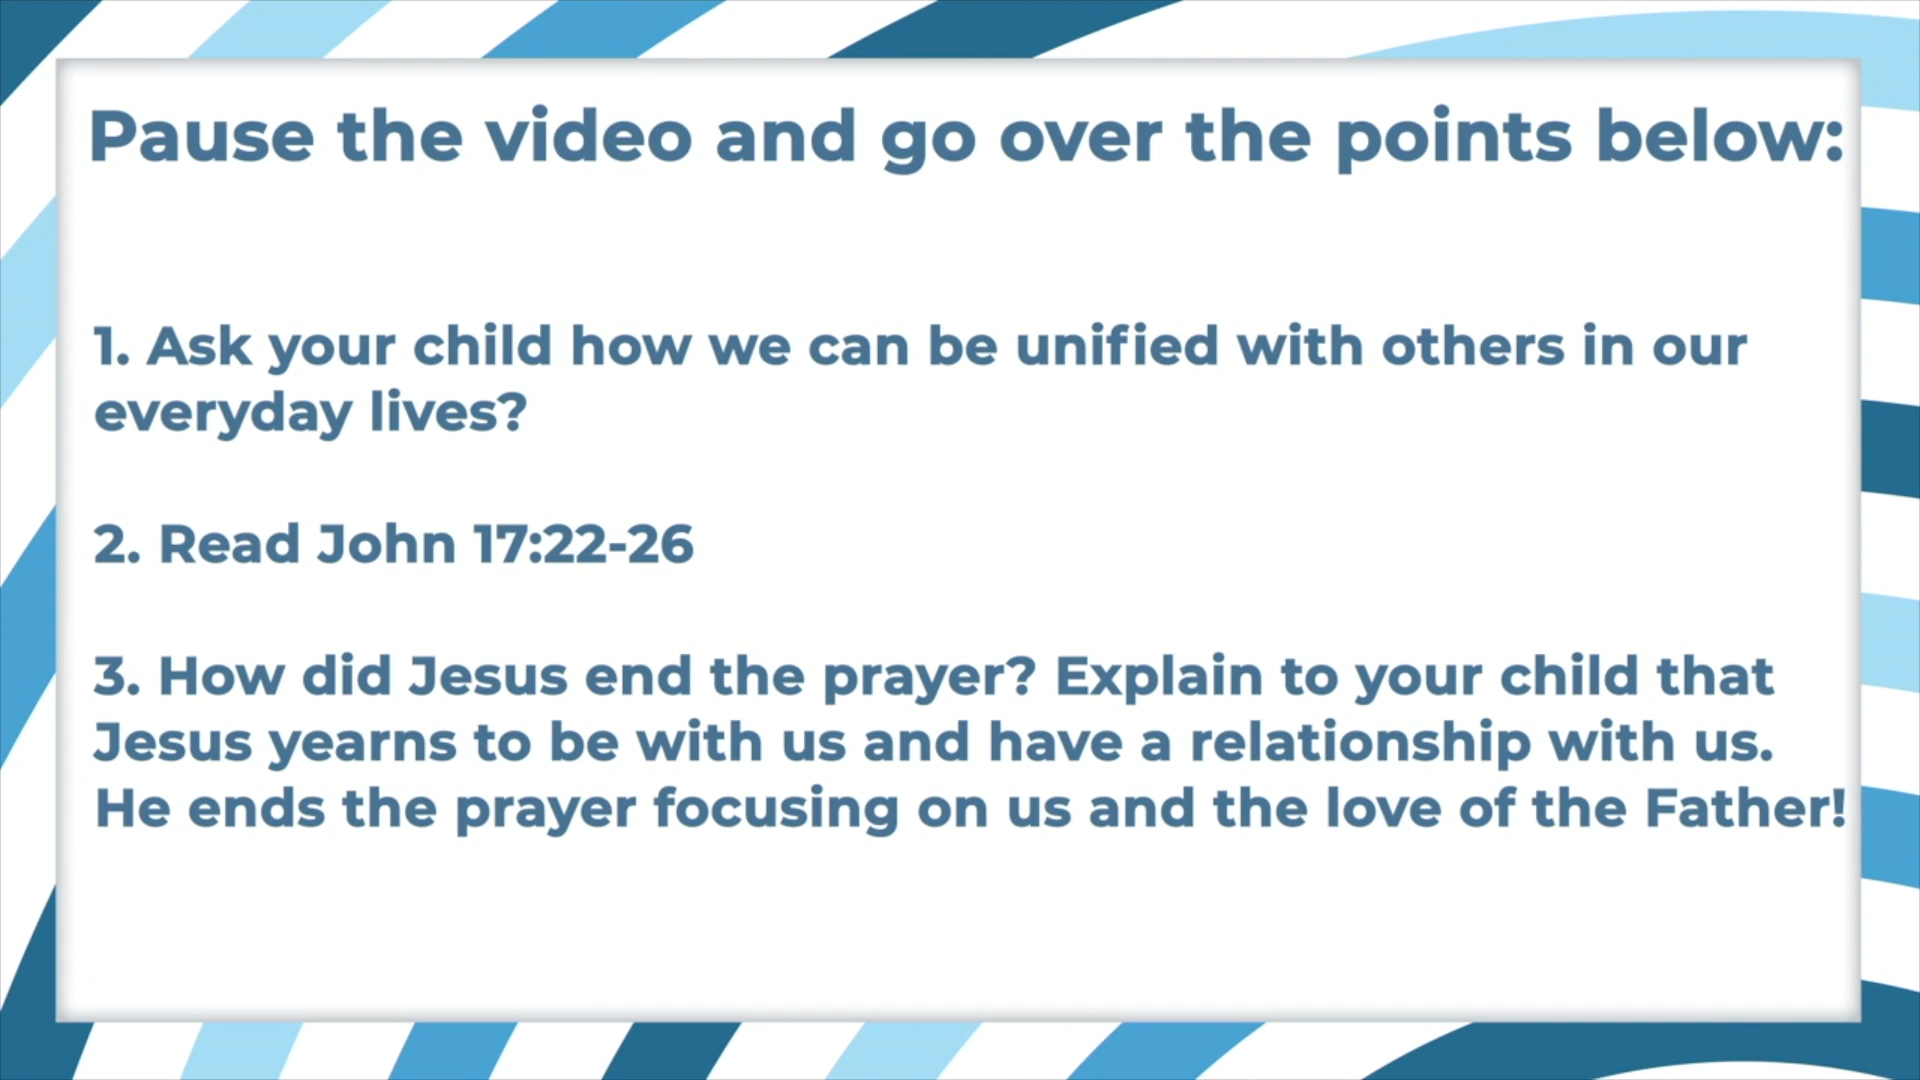 Pause the video and go over the points below:
1. Ask your child how we can be unified with others in our
everyday lives?
2. Read John 17:22-26
3. How did Jesus end the prayer? Explain to your child that
Jesus yearns to be with us and have a relationship with us.
He ends the prayer focusing on us and the love of the Father!